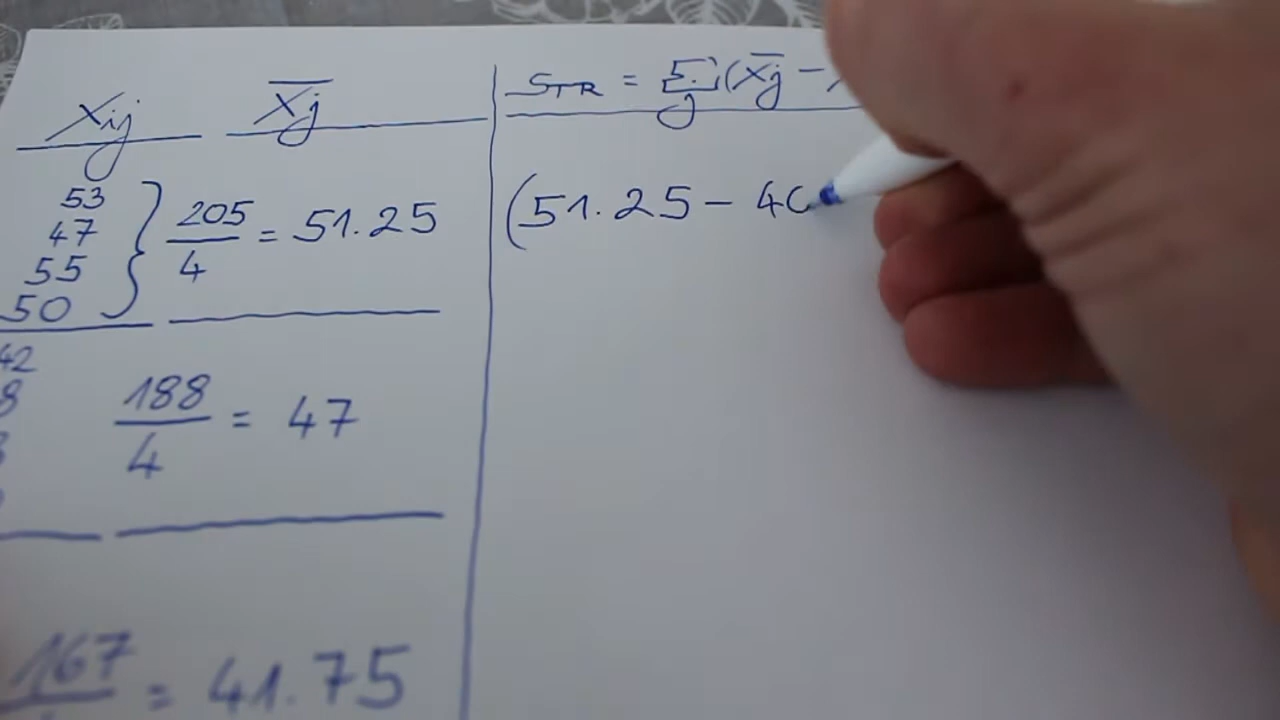 Xij X̄j STR = Σj (X̄j -
53
47
55
50
205/4 = 51.25
(51.25 - 4
42
8
188/4 = 47
167/ = 41.75